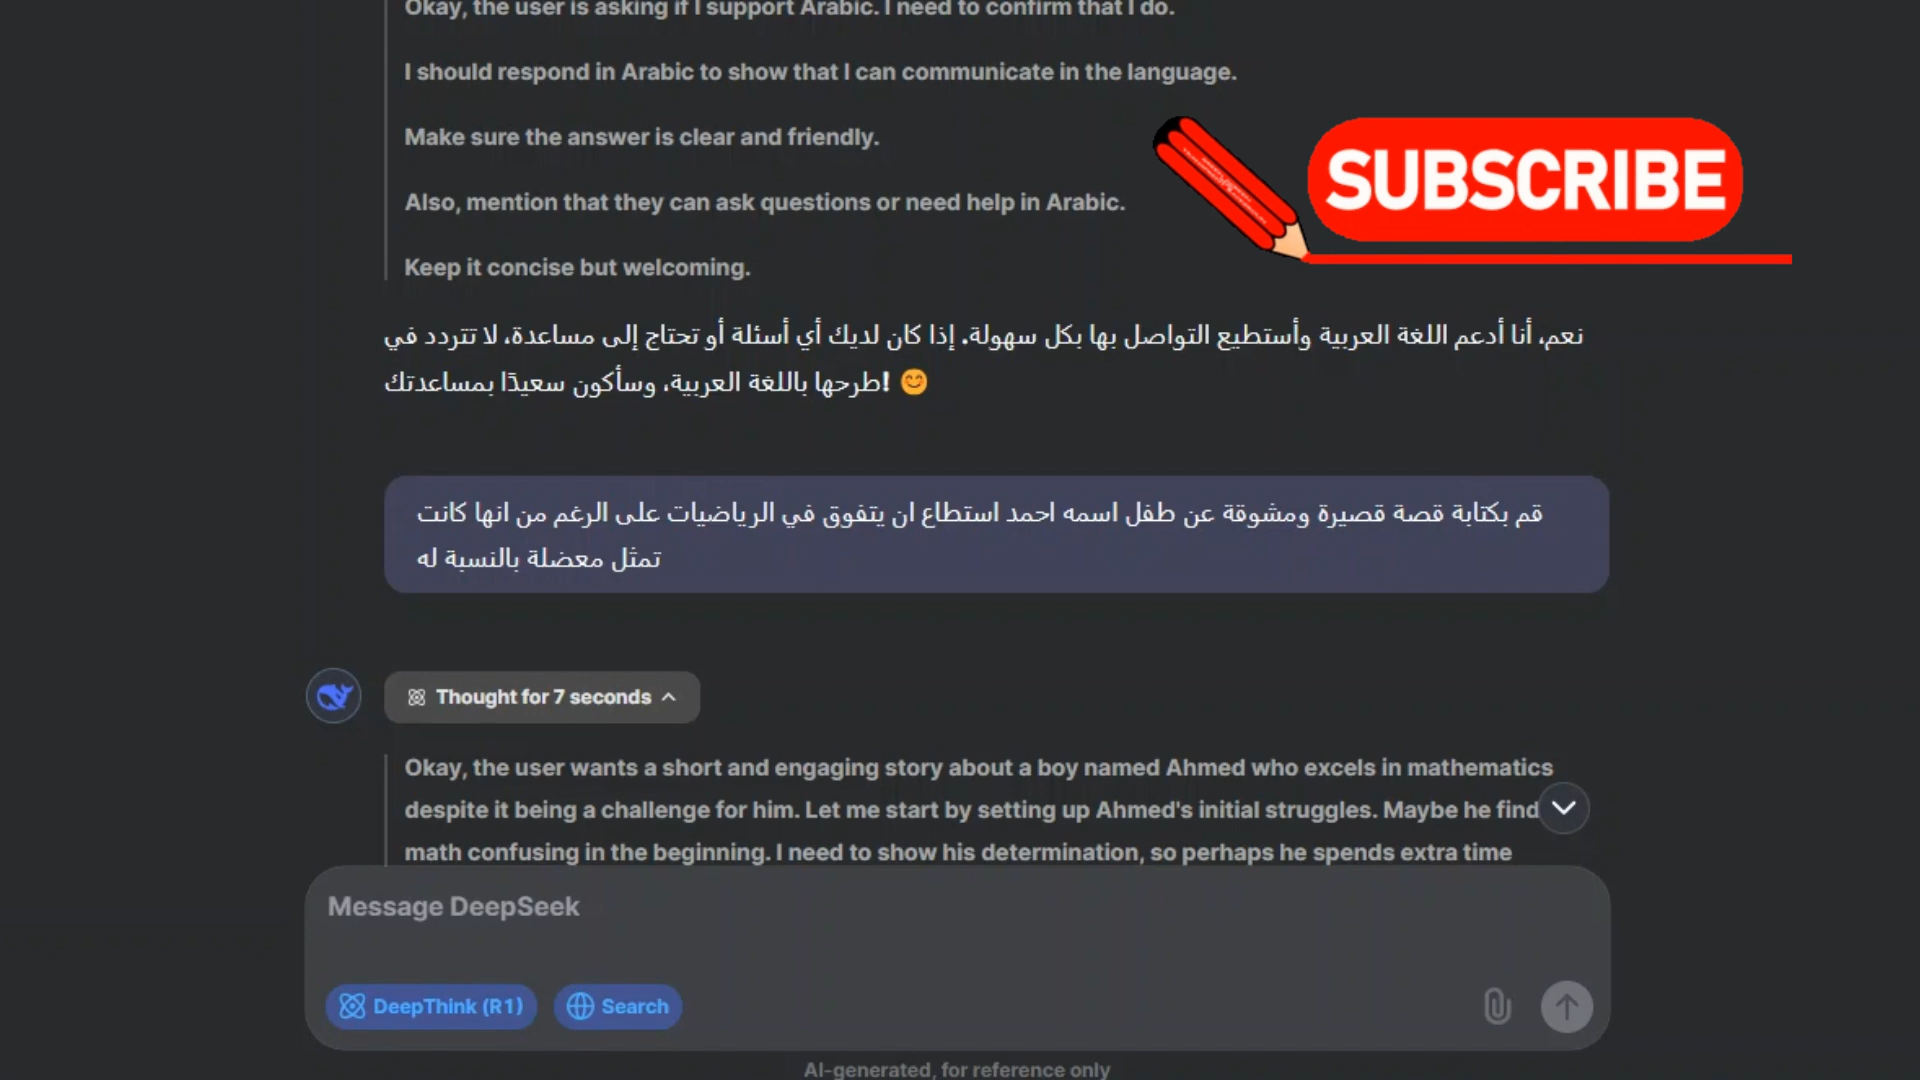 Okay, the user is asking if I support Arabic. I need to confirm that I do.
I should respond in Arabic to show that I can communicate in the language.
Make sure the answer is clear and friendly.
SUBSCRIBE
Also, mention that they can ask questions or need help in Arabic.
Keep it concise but welcoming.
نعم، أنا أدعم اللغة العربية وأستطيع التواصل بها بكل سهولة. إذا كان لديك أي أسئلة أو تحتاج إلى مساعدة، لا تتردد في
طرحها باللغة العربية، وسأكون سعيدًا بمساعدتك! 😊
قم بكتابة قصة قصيرة ومشوقة عن طفل اسمه احمد استطاع ان يتفوق في الرياضيات على الرغم من انها كانت
تمثل معضلة بالنسبة له
Thought for 7 seconds
Okay, the user wants a short and engaging story about a boy named Ahmed who excels in mathematics
despite it being a challenge for him. Let me start by setting up Ahmed's initial struggles. Maybe he find
math confusing in the beginning. I need to show his determination, so perhaps he spends extra time
Message DeepSeek
DeepThink (R1)
Search
AI-generated, for reference only